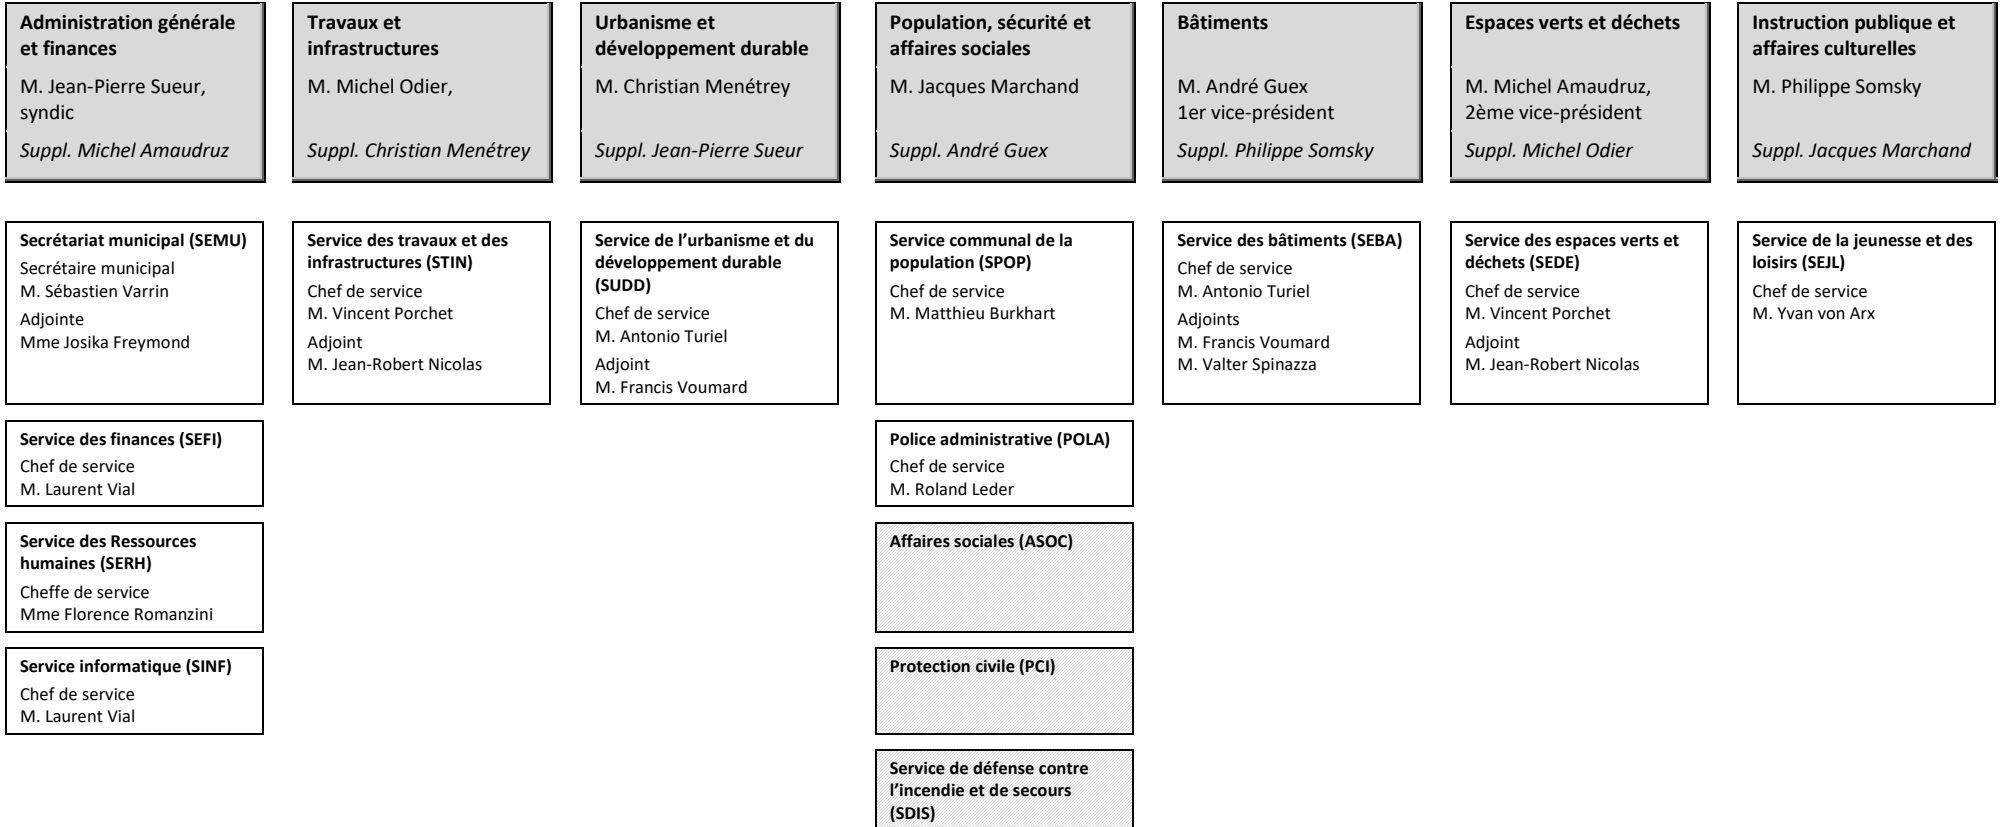 Administration générale
et finances
M. Jean-Pierre Sueur,
syndic
Suppl. Michel Amaudruz
Travaux et
infrastructures
M. Michel Odier,
Suppl. Christian Menétrey
Urbanisme et
développement durable
M. Christian Menétrey
Suppl. Jean-Pierre Sueur
Population, sécurité et
affaires sociales
M. Jacques Marchand
Suppl. André Guex
Bâtiments
M. André Guex
1er vice-président
Suppl. Philippe Somsky
Espaces verts et déchets
M. Michel Amaudruz,
2ème vice-président
Suppl. Michel Odier
Instruction publique et
affaires culturelles
M. Philippe Somsky
Suppl. Jacques Marchand
Secrétariat municipal (SEMU)
Secrétaire municipal
M. Sébastien Varrin
Adjointe
Mme Josika Freymond
Service des travaux et des
infrastructures (STIN)
Chef de service
M. Vincent Porchet
Adjoint
M. Jean-Robert Nicolas
Service de l’urbanisme et du
développement durable
(SUDD)
Chef de service
M. Antonio Turiel
Adjoint
M. Francis Voumard
Service communal de la
population (SPOP)
Chef de service
M. Matthieu Burkhart
Service des bâtiments (SEBA)
Chef de service
M. Antonio Turiel
Adjoints
M. Francis Voumard
M. Valter Spinazza
Service des espaces verts et
déchets (SEDE)
Chef de service
M. Vincent Porchet
Adjoint
M. Jean-Robert Nicolas
Service de la jeunesse et des
loisirs (SEJL)
Chef de service
M. Yvan von Arx
Service des finances (SEFI)
Chef de service
M. Laurent Vial
Police administrative (POLA)
Chef de service
M. Roland Leder
Service des Ressources
humaines (SERH)
Cheffe de service
Mme Florence Romanzini
Affaires sociales (ASOC)
Service informatique (SINF)
Chef de service
M. Laurent Vial
Protection civile (PCI)
Service de défense contre
l’incendie et de secours
(SDIS)